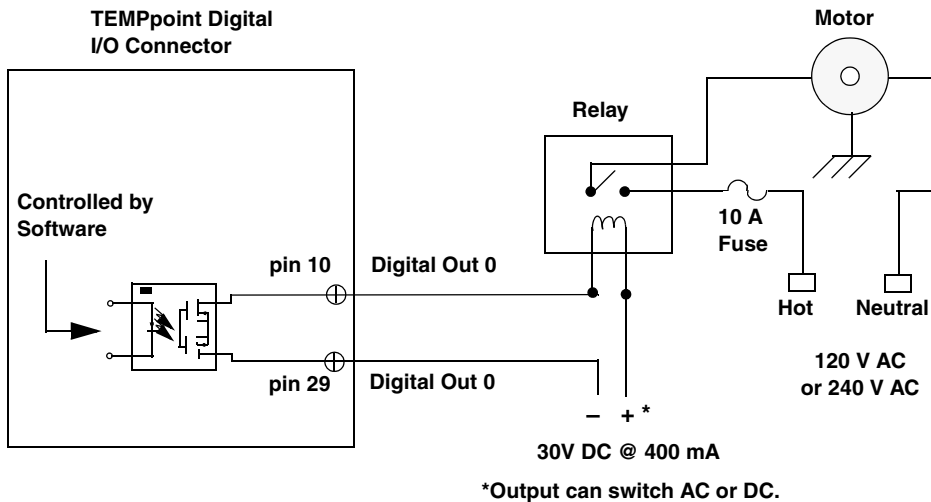 TEMPpoint Digital
I/O Connector
Motor
Relay
Controlled by
Software
10 A
Fuse
pin 10
Digital Out 0
Hot
Neutral
pin 29
Digital Out 0
120 V AC
or 240 V AC
– + *
30V DC @ 400 mA
*Output can switch AC or DC.